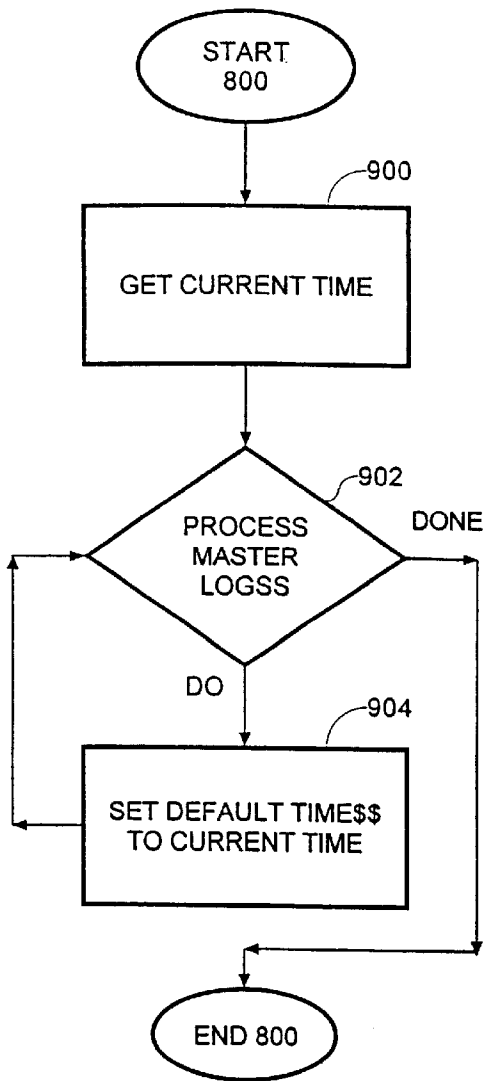 START
800
900
GET CURRENT TIME
902
PROCESS
MASTER
LOGSS
DONE
DO
904
SET DEFAULT TIME$$
TO CURRENT TIME
END 800